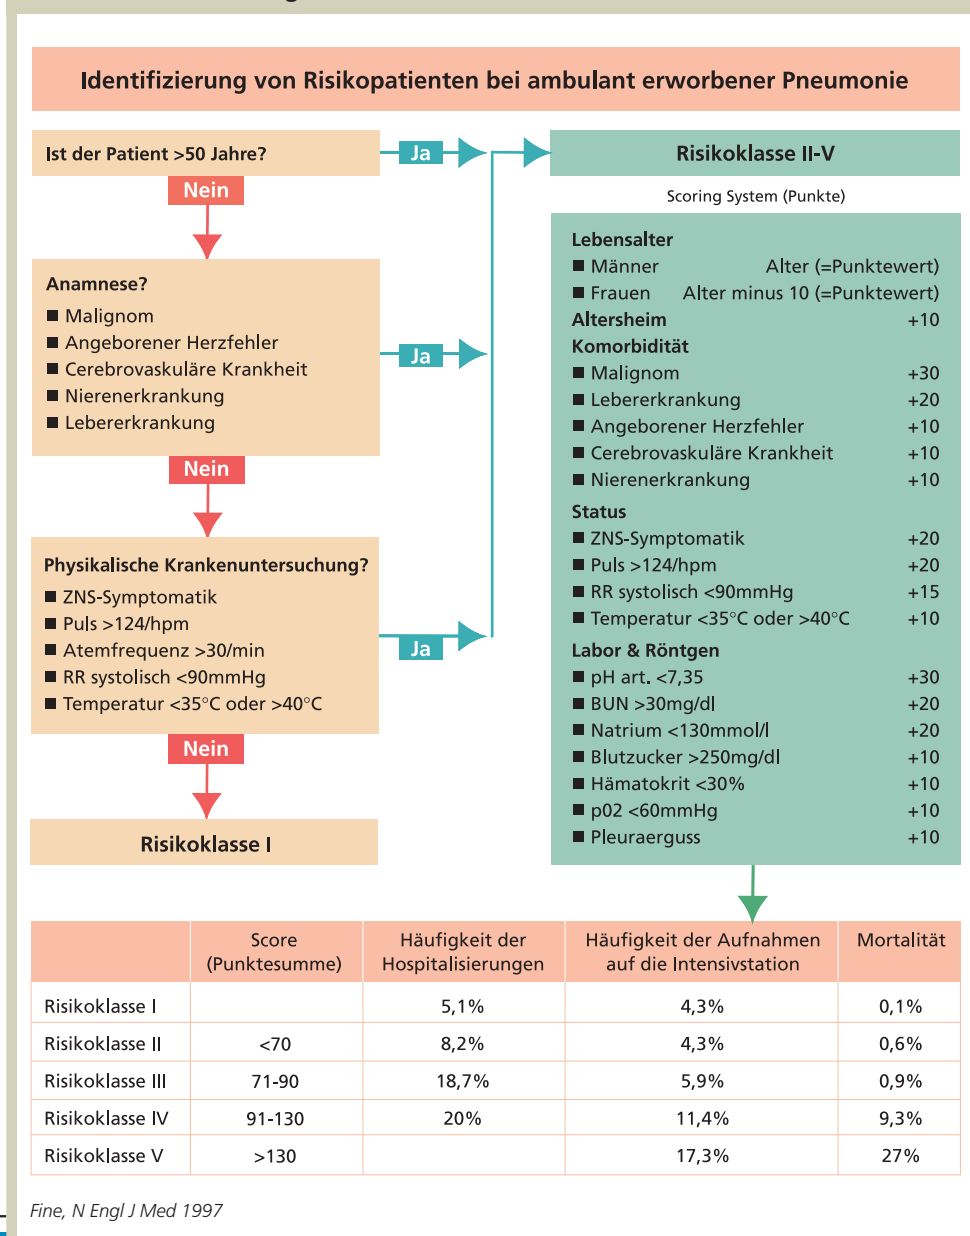 Identifizierung von Risikopatienten bei ambulant erworbener Pneumonie
Ist der Patient >50 Jahre?
Ja
Nein
Anamnese?
■ Malignom
■ Angeborener Herzfehler
■ Cerebrovaskuläre Krankheit
■ Nierenerkrankung
■ Lebererkrankung
Ja
Nein
Physikalische Krankenuntersuchung?
■ ZNS-Symptomatik
■ Puls >124/hpm
■ Atemfrequenz >30/min
■ RR systolisch <90mmHg
■ Temperatur <35°C oder >40°C
Ja
Nein
Risikoklasse I
Risikoklasse II-V
Scoring System (Punkte)
Lebensalter
■ Männer Alter (=Punktewert)
■ Frauen Alter minus 10 (=Punktewert)
Altersheim +10
Komorbidität
■ Malignom +30
■ Lebererkrankung +20
■ Angeborener Herzfehler +10
■ Cerebrovaskuläre Krankheit +10
■ Nierenerkrankung +10
Status
■ ZNS-Symptomatik +20
■ Puls >124/hpm +20
■ RR systolisch <90mmHg +15
■ Temperatur <35°C oder >40°C +10
Labor & Röntgen
■ pH art. <7,35 +30
■ BUN >30mg/dl +20
■ Natrium <130mmol/l +20
■ Blutzucker >250mg/dl +10
■ Hämatokrit <30% +10
■ p02 <60mmHg +10
■ Pleuraerguss +10
Score (Punktesumme) Häufigkeit der Hospitalisierungen Häufigkeit der Aufnahmen auf die Intensivstation Mortalität
Risikoklasse I 5,1% 4,3% 0,1%
Risikoklasse II <70 8,2% 4,3% 0,6%
Risikoklasse III 71-90 18,7% 5,9% 0,9%
Risikoklasse IV 91-130 20% 11,4% 9,3%
Risikoklasse V >130 17,3% 27%
Fine, N Engl J Med 1997